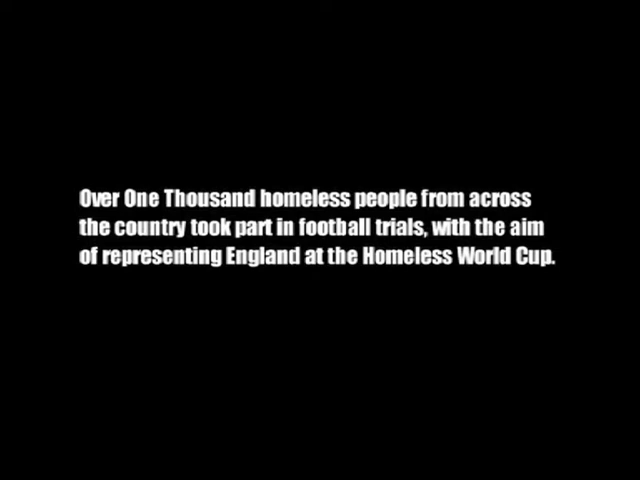 Over One Thousand homeless people from across
the country took part in football trials, with the aim
of representing England at the Homeless World Cup.